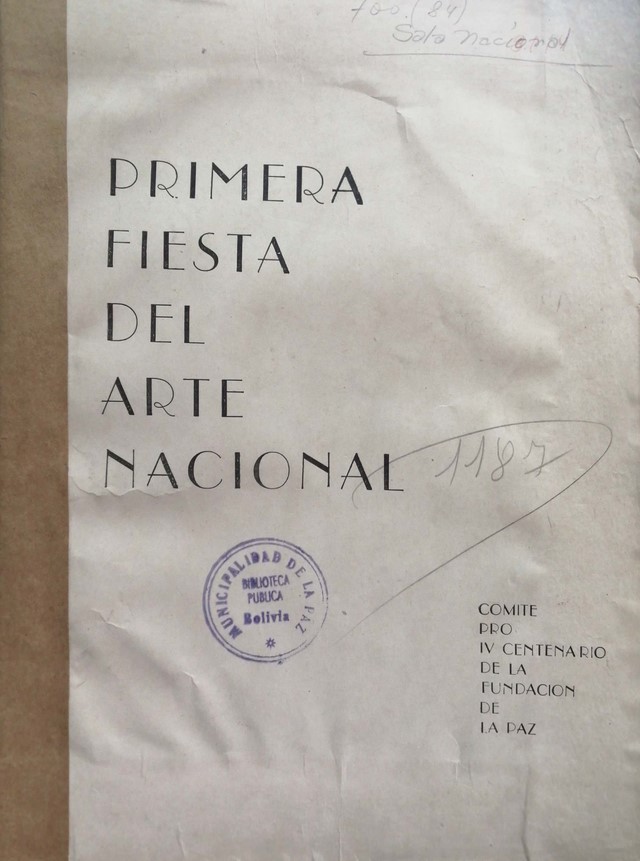 700.(84)
Sala Nacional
PRIMERA
FIESTA
DEL
ARTE
NACIONAL
1187
MUNICIPALIDAD DE LA PAZ
BIBLIOTECA
PUBLICA
Bolivia
COMITE
PRO
IV CENTENARIO
DE LA
FUNDACION
DE
LA PAZ